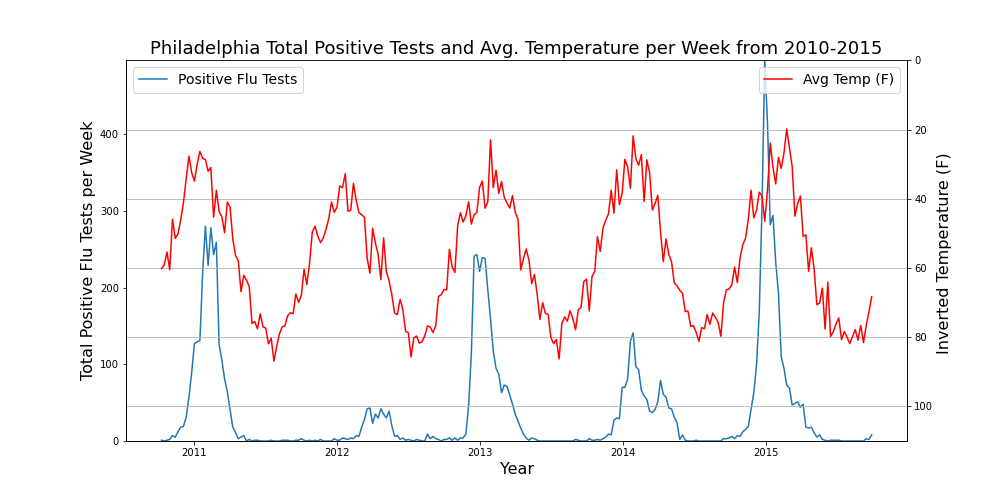 Philadelphia Total Positive Tests and Avg. Temperature per Week from 2010-2015
Positive Flu Tests
Avg Temp (F)
Total Positive Flu Tests per Week
400
300
200
100
0
0
20
40
60
80
100
Inverted Temperature (F)
2011
2012
2013
2014
2015
Year